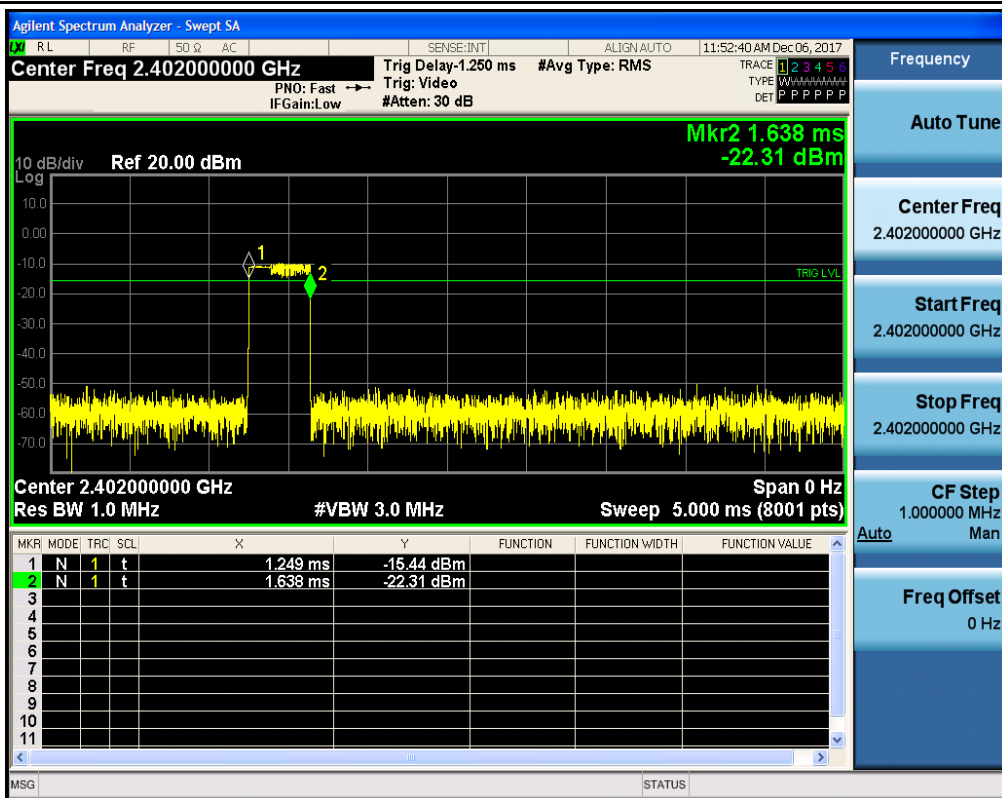 Agilent Spectrum Analyzer - Swept SA
LXI RL RF 50 Ω AC SENSE:INT ALIGN AUTO 11:52:40 AM Dec 06, 2017
Center Freq 2.402000000 GHz
PNO: Fast
IFGain:Low
Trig Delay-1.250 ms
Trig: Video
#Atten: 30 dB
#Avg Type: RMS
TRACE 1 2 3 4 5 6
TYPE WWWWWW
DET P P P P P P
Mkr2 1.638 ms
-22.31 dBm
10 dB/div Ref 20.00 dBm
Log
10.0
0.00
-10.0
-20.0
-30.0
-40.0
-50.0
-60.0
-70.0
1
2
TRIG LVL
Center 2.402000000 GHz Span 0 Hz
Res BW 1.0 MHz #VBW 3.0 MHz Sweep 5.000 ms (8001 pts)
MKR MODE TRC SCL X Y FUNCTION FUNCTION WIDTH FUNCTION VALUE
1 N 1 t 1.249 ms -15.44 dBm
2 N 1 t 1.638 ms -22.31 dBm
3
4
5
6
7
8
9
10
11
MSG STATUS
Frequency
Auto Tune
Center Freq
2.402000000 GHz
Start Freq
2.402000000 GHz
Stop Freq
2.402000000 GHz
CF Step
1.000000 MHz
Auto Man
Freq Offset
0 Hz